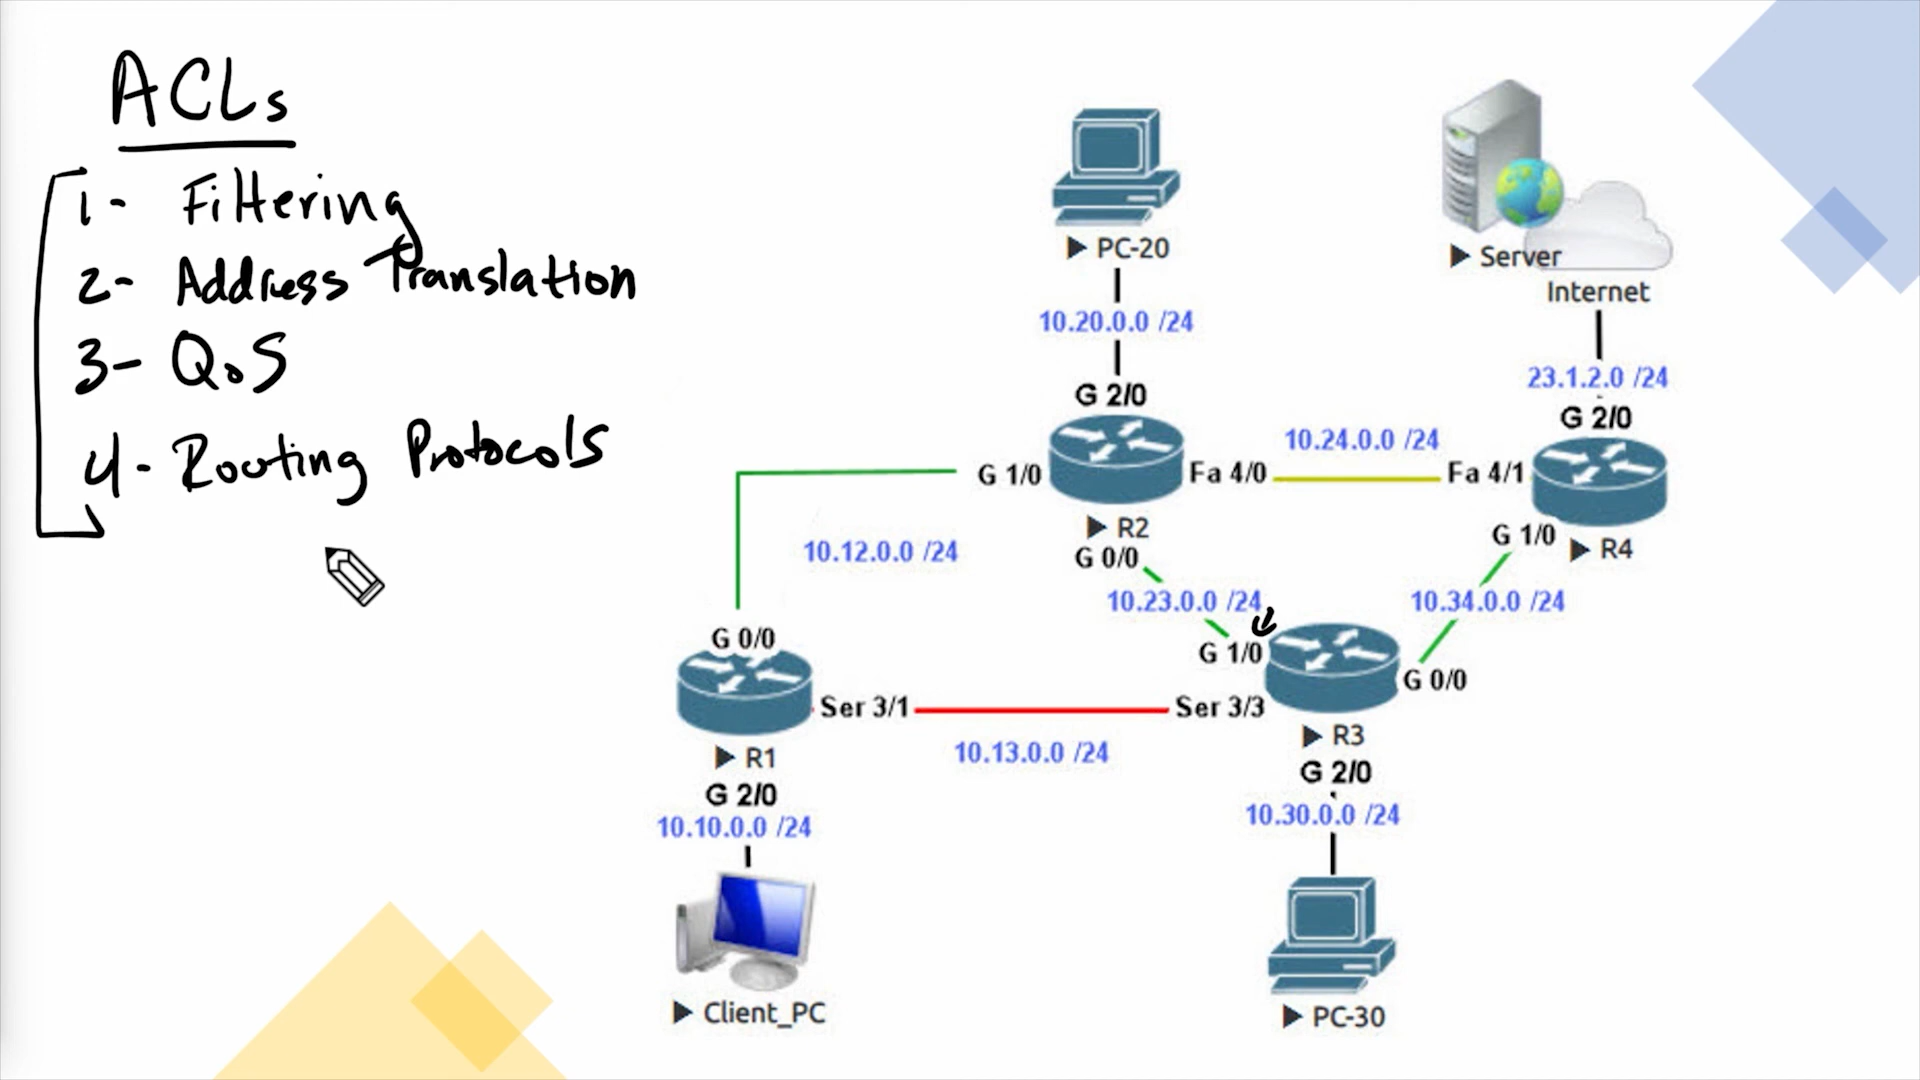 ACLs
1- Filtering
2- Address Translation
3- QoS
4- Routing Protocols
PC-20
10.20.0.0 /24
G 2/0
Server
Internet
23.1.2.0 /24
G 2/0
G 1/0
Fa 4/0
10.24.0.0 /24
Fa 4/1
R2
G 0/0
G 1/0
R4
10.12.0.0 /24
10.23.0.0 /24
10.34.0.0 /24
G 0/0
G 1/0
G 0/0
Ser 3/1
Ser 3/3
10.13.0.0 /24
R1
G 2/0
10.10.0.0 /24
R3
G 2/0
10.30.0.0 /24
Client_PC
PC-30